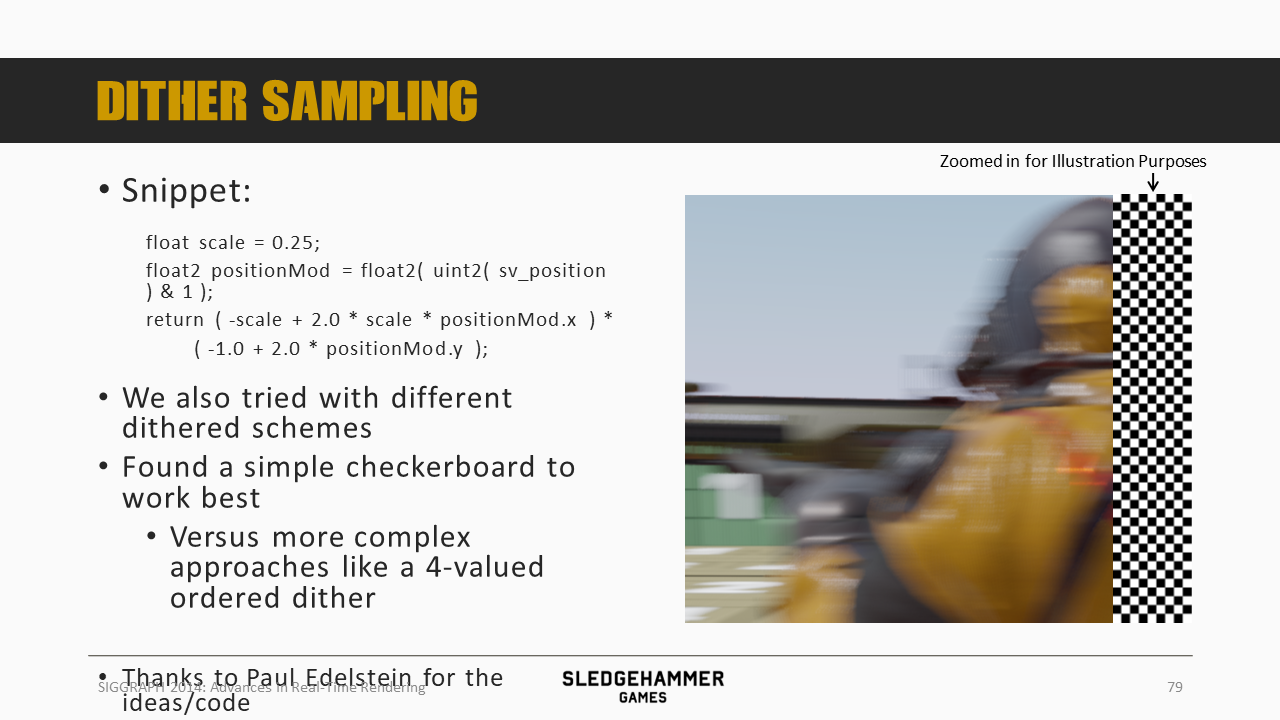 DITHER SAMPLING
Zoomed in for Illustration Purposes
• Snippet:
float scale = 0.25;
float2 positionMod = float2( uint2( sv_position
) & 1 );
return ( -scale + 2.0 * scale * positionMod.x ) *
( -1.0 + 2.0 * positionMod.y );
• We also tried with different
dithered schemes
• Found a simple checkerboard to
work best
• Versus more complex
approaches like a 4-valued
ordered dither
• Thanks to Paul Edelstein for the
ideas/code
SIGGRAPH 2014: Advances in Real-Time Rendering
SLEDGEHAMMER
GAMES
79